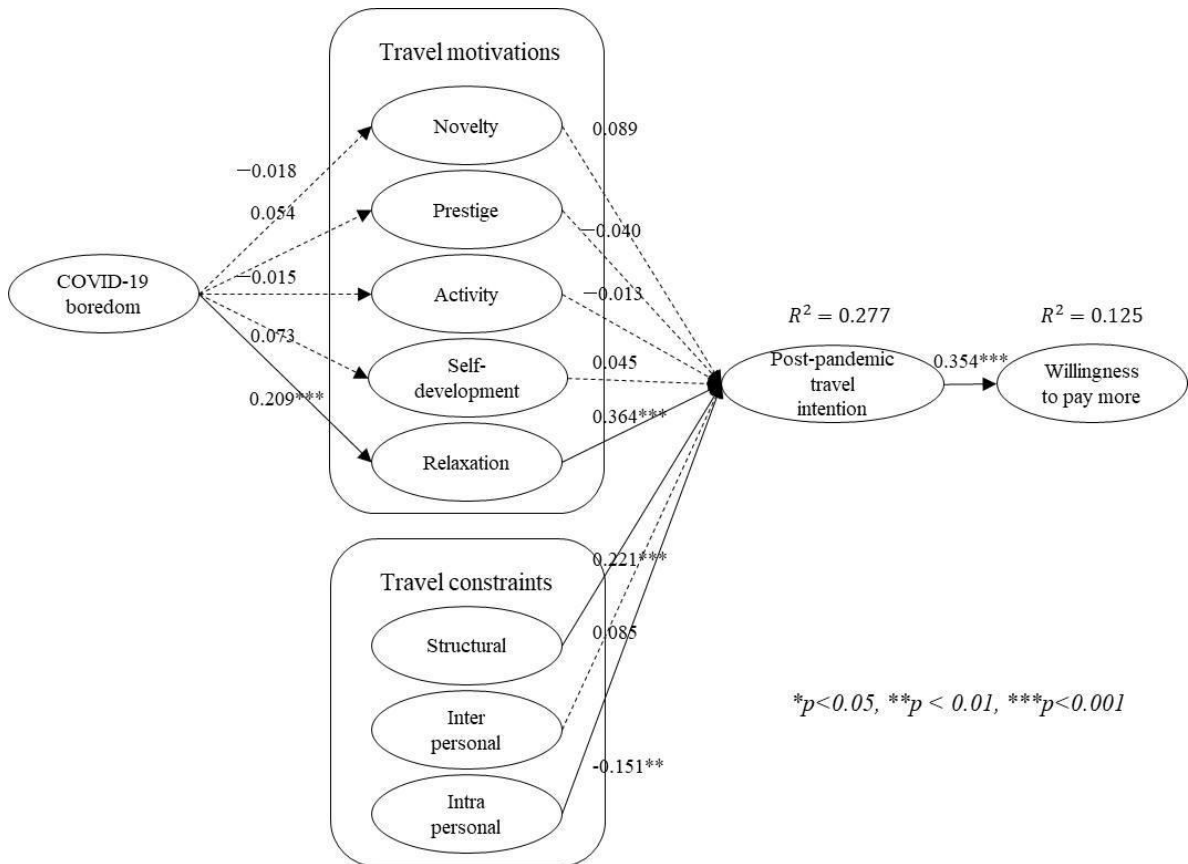 Travel motivations
Novelty
0.089
−0.018
Prestige
0.054
−0.040
COVID-19
boredom
−0.015
Activity
−0.013
R² = 0.277
R² = 0.125
0.073
Self-
development
0.045
Post-pandemic
travel
intention
0.354***
Willingness
to pay more
0.209***
0.364***
Relaxation
0.221***
Travel constraints
Structural
0.085
Inter
personal
*p<0.05, **p < 0.01, ***p<0.001
-0.151**
Intra
personal